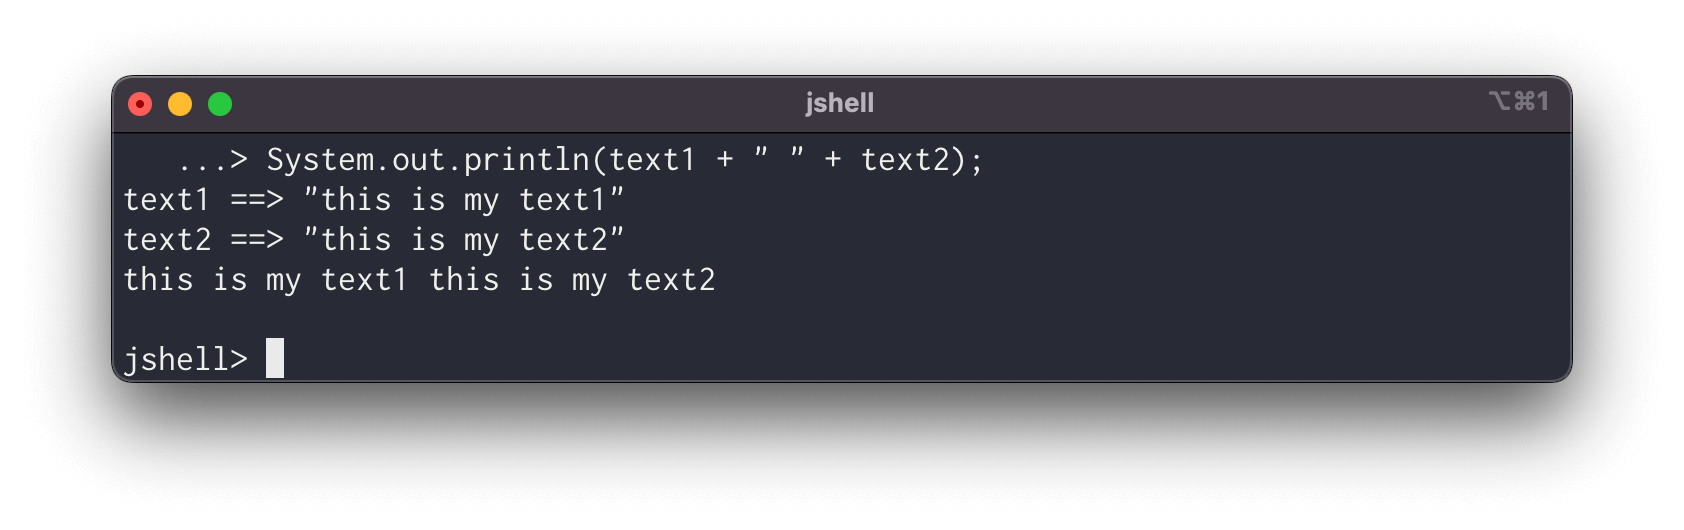 jshell
⌥⌘1
...> System.out.println(text1 + " " + text2);
text1 ==> "this is my text1"
text2 ==> "this is my text2"
this is my text1 this is my text2
jshell>